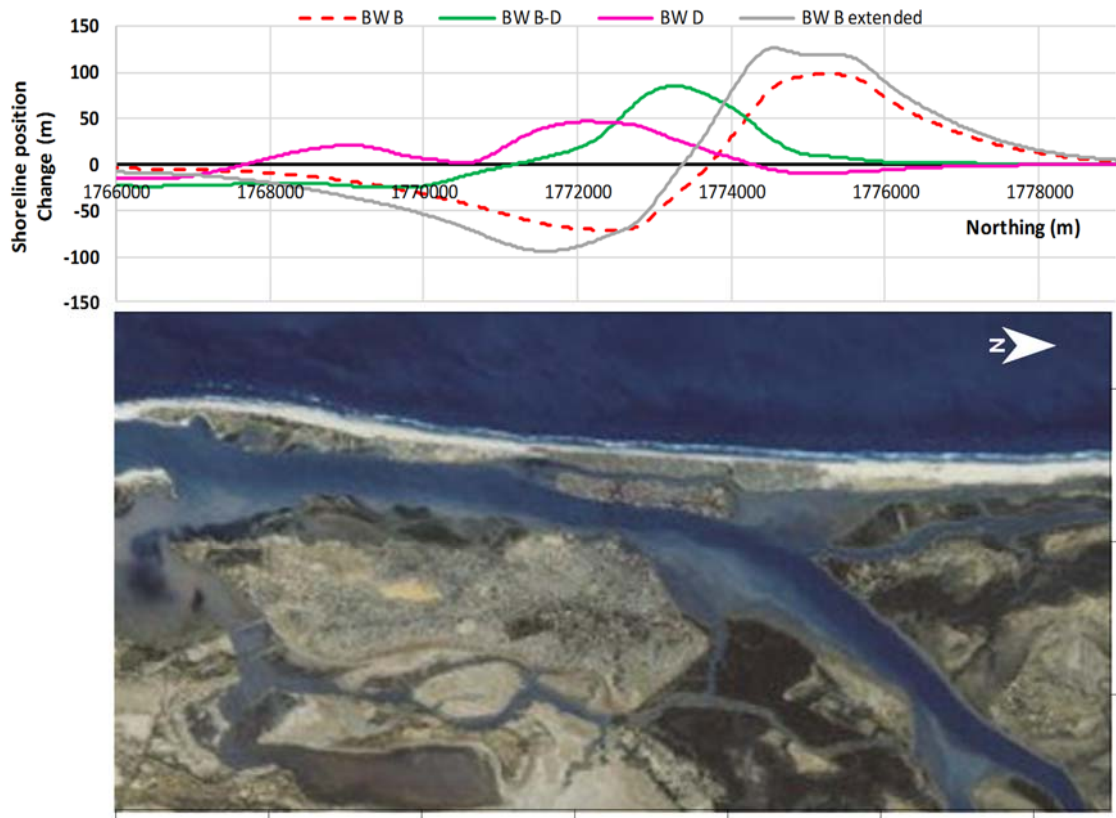 BW B BW B-D BW D BW B extended
150
100
50
0
-50
-100
-150
Shoreline position
Change (m)
1766000 1768000 1770000 1772000 1774000 1776000 1778000
Northing (m)
N